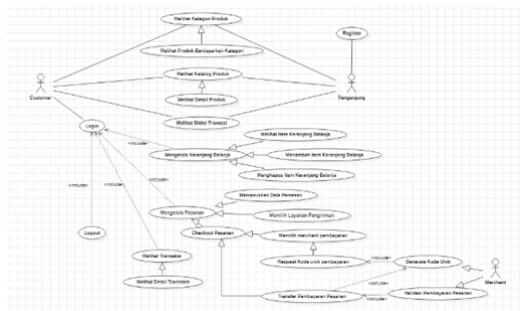 Melihat Kategori Produk
Register
Melihat Produk Berdasarkan Kategori
Melihat Katalog Produk
Customer
Pengunjung
Melihat Detail Produk
Melihat Slider Promosi
Login
Melihat Item Keranjang Belanja
<include>
Mengelola Keranjang Belanja
Menambah Item Keranjang Belanja
Menghapus Item Keranjang Belanja
<include>
<include>
<include>
Memasukkan Data Pemesan
Mengelola Pesanan
Memilih Layanan Pengiriman
Logout
Checkout Pesanan
Memilih merchant pembayaran
Melihat Transaksi
Request Kode unik pembayaran
<include>
Generate Kode Unik
Merchant
Melihat Detail Transaksi
<include>
Transfer Pembayaran Pesanan
<include>
Validasi Pembayaran Pesanan